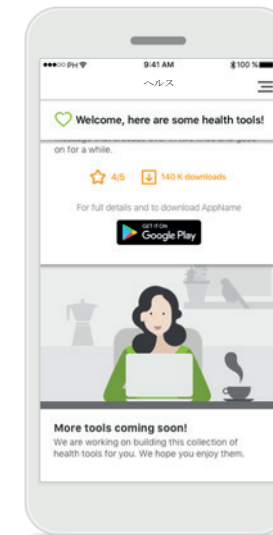 PH 9:41 AM 100 %
ヘルス
Welcome, here are some health tools!
on for a while.
4/5 140 K downloads
For full details and to download AppName
GET IT ON
Google Play
More tools coming soon!
We are working on building this collection of
health tools for you. We hope you enjoy them.